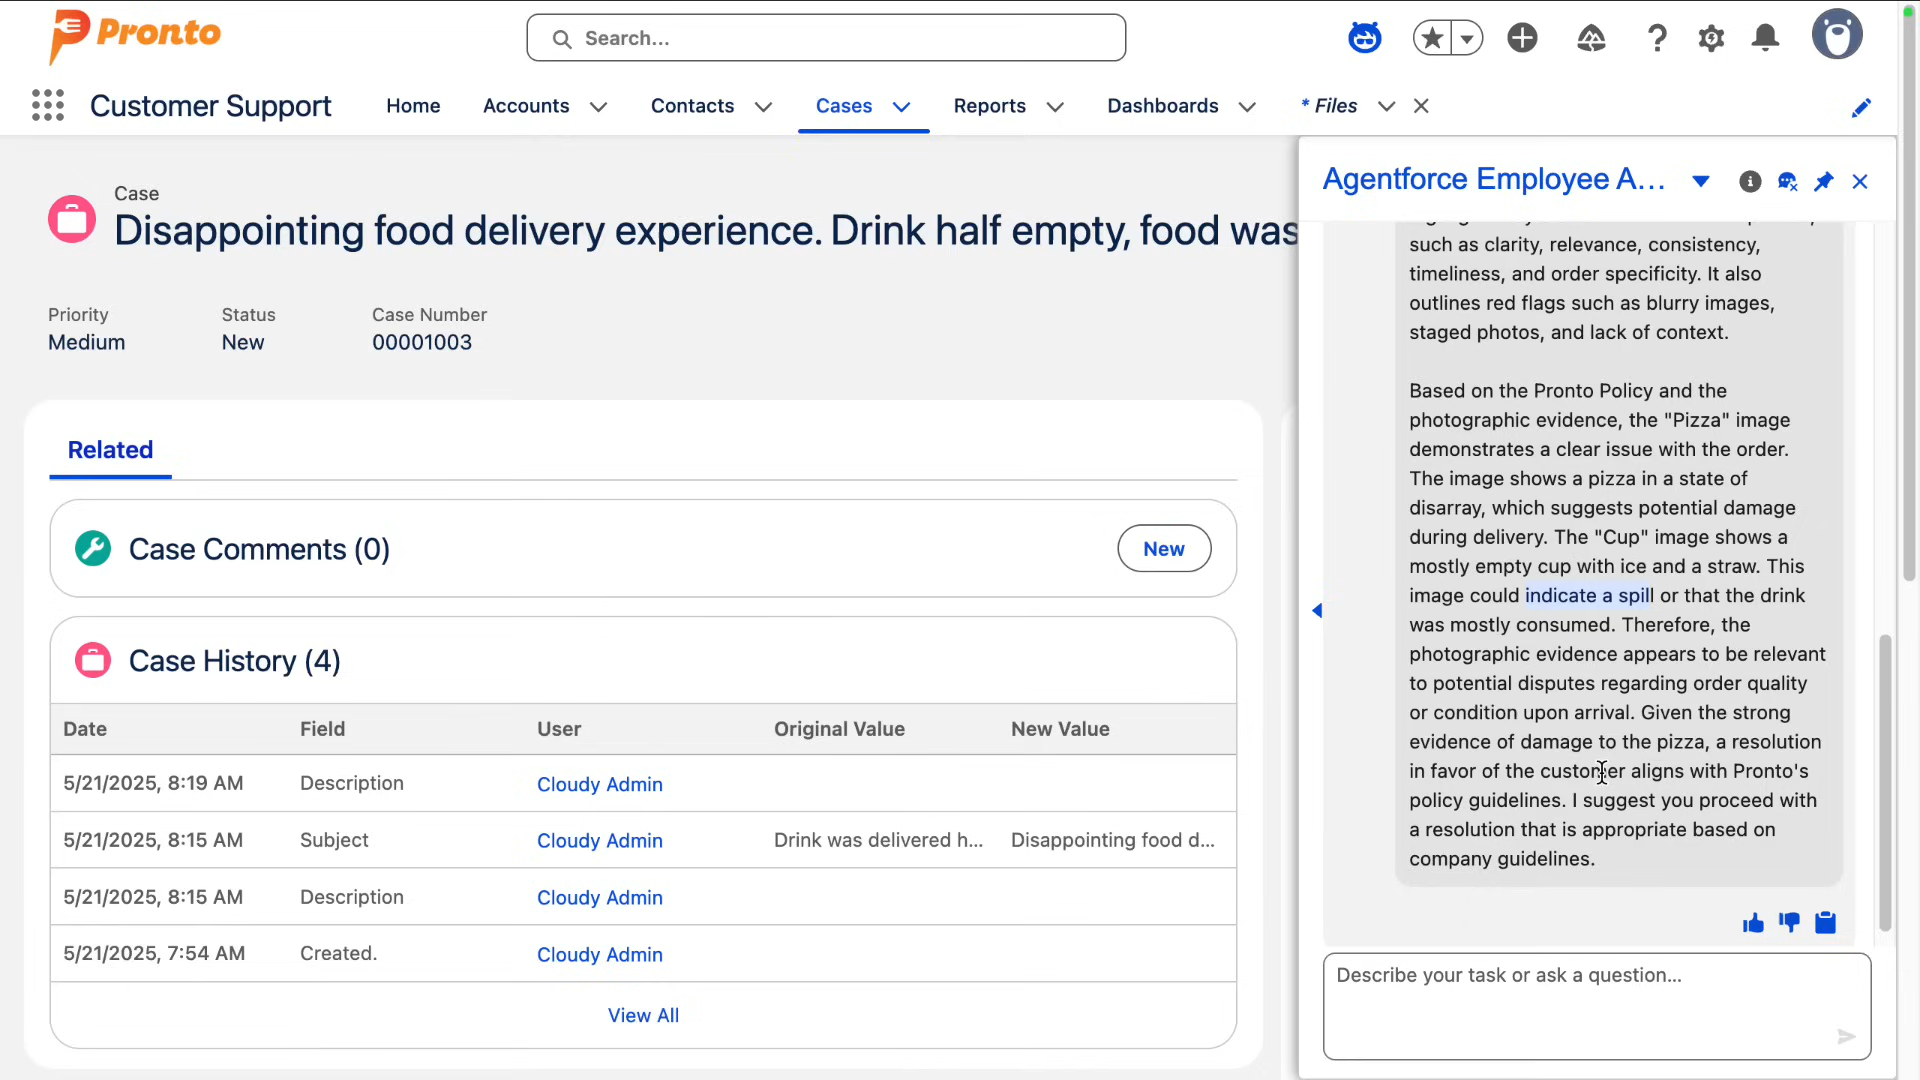 Pronto
Search...
Customer Support
Home
Accounts
Contacts
Cases
Reports
Dashboards
* Files
Case
Disappointing food delivery experience. Drink half empty, food was
Priority
Status
Case Number
Medium
New
00001003
Related
Case Comments (0)
New
Case History (4)
Date Field User Original Value New Value
5/21/2025, 8:19 AM Description Cloudy Admin
5/21/2025, 8:15 AM Subject Cloudy Admin Drink was delivered h... Disappointing food d...
5/21/2025, 8:15 AM Description Cloudy Admin
5/21/2025, 7:54 AM Created. Cloudy Admin
View All
Agentforce Employee A...
such as clarity, relevance, consistency,
timeliness, and order specificity. It also
outlines red flags such as blurry images,
staged photos, and lack of context.
Based on the Pronto Policy and the
photographic evidence, the "Pizza" image
demonstrates a clear issue with the order.
The image shows a pizza in a state of
disarray, which suggests potential damage
during delivery. The "Cup" image shows a
mostly empty cup with ice and a straw. This
image could indicate a spill or that the drink
was mostly consumed. Therefore, the
photographic evidence appears to be relevant
to potential disputes regarding order quality
or condition upon arrival. Given the strong
evidence of damage to the pizza, a resolution
in favor of the customer aligns with Pronto's
policy guidelines. I suggest you proceed with
a resolution that is appropriate based on
company guidelines.
Describe your task or ask a question...